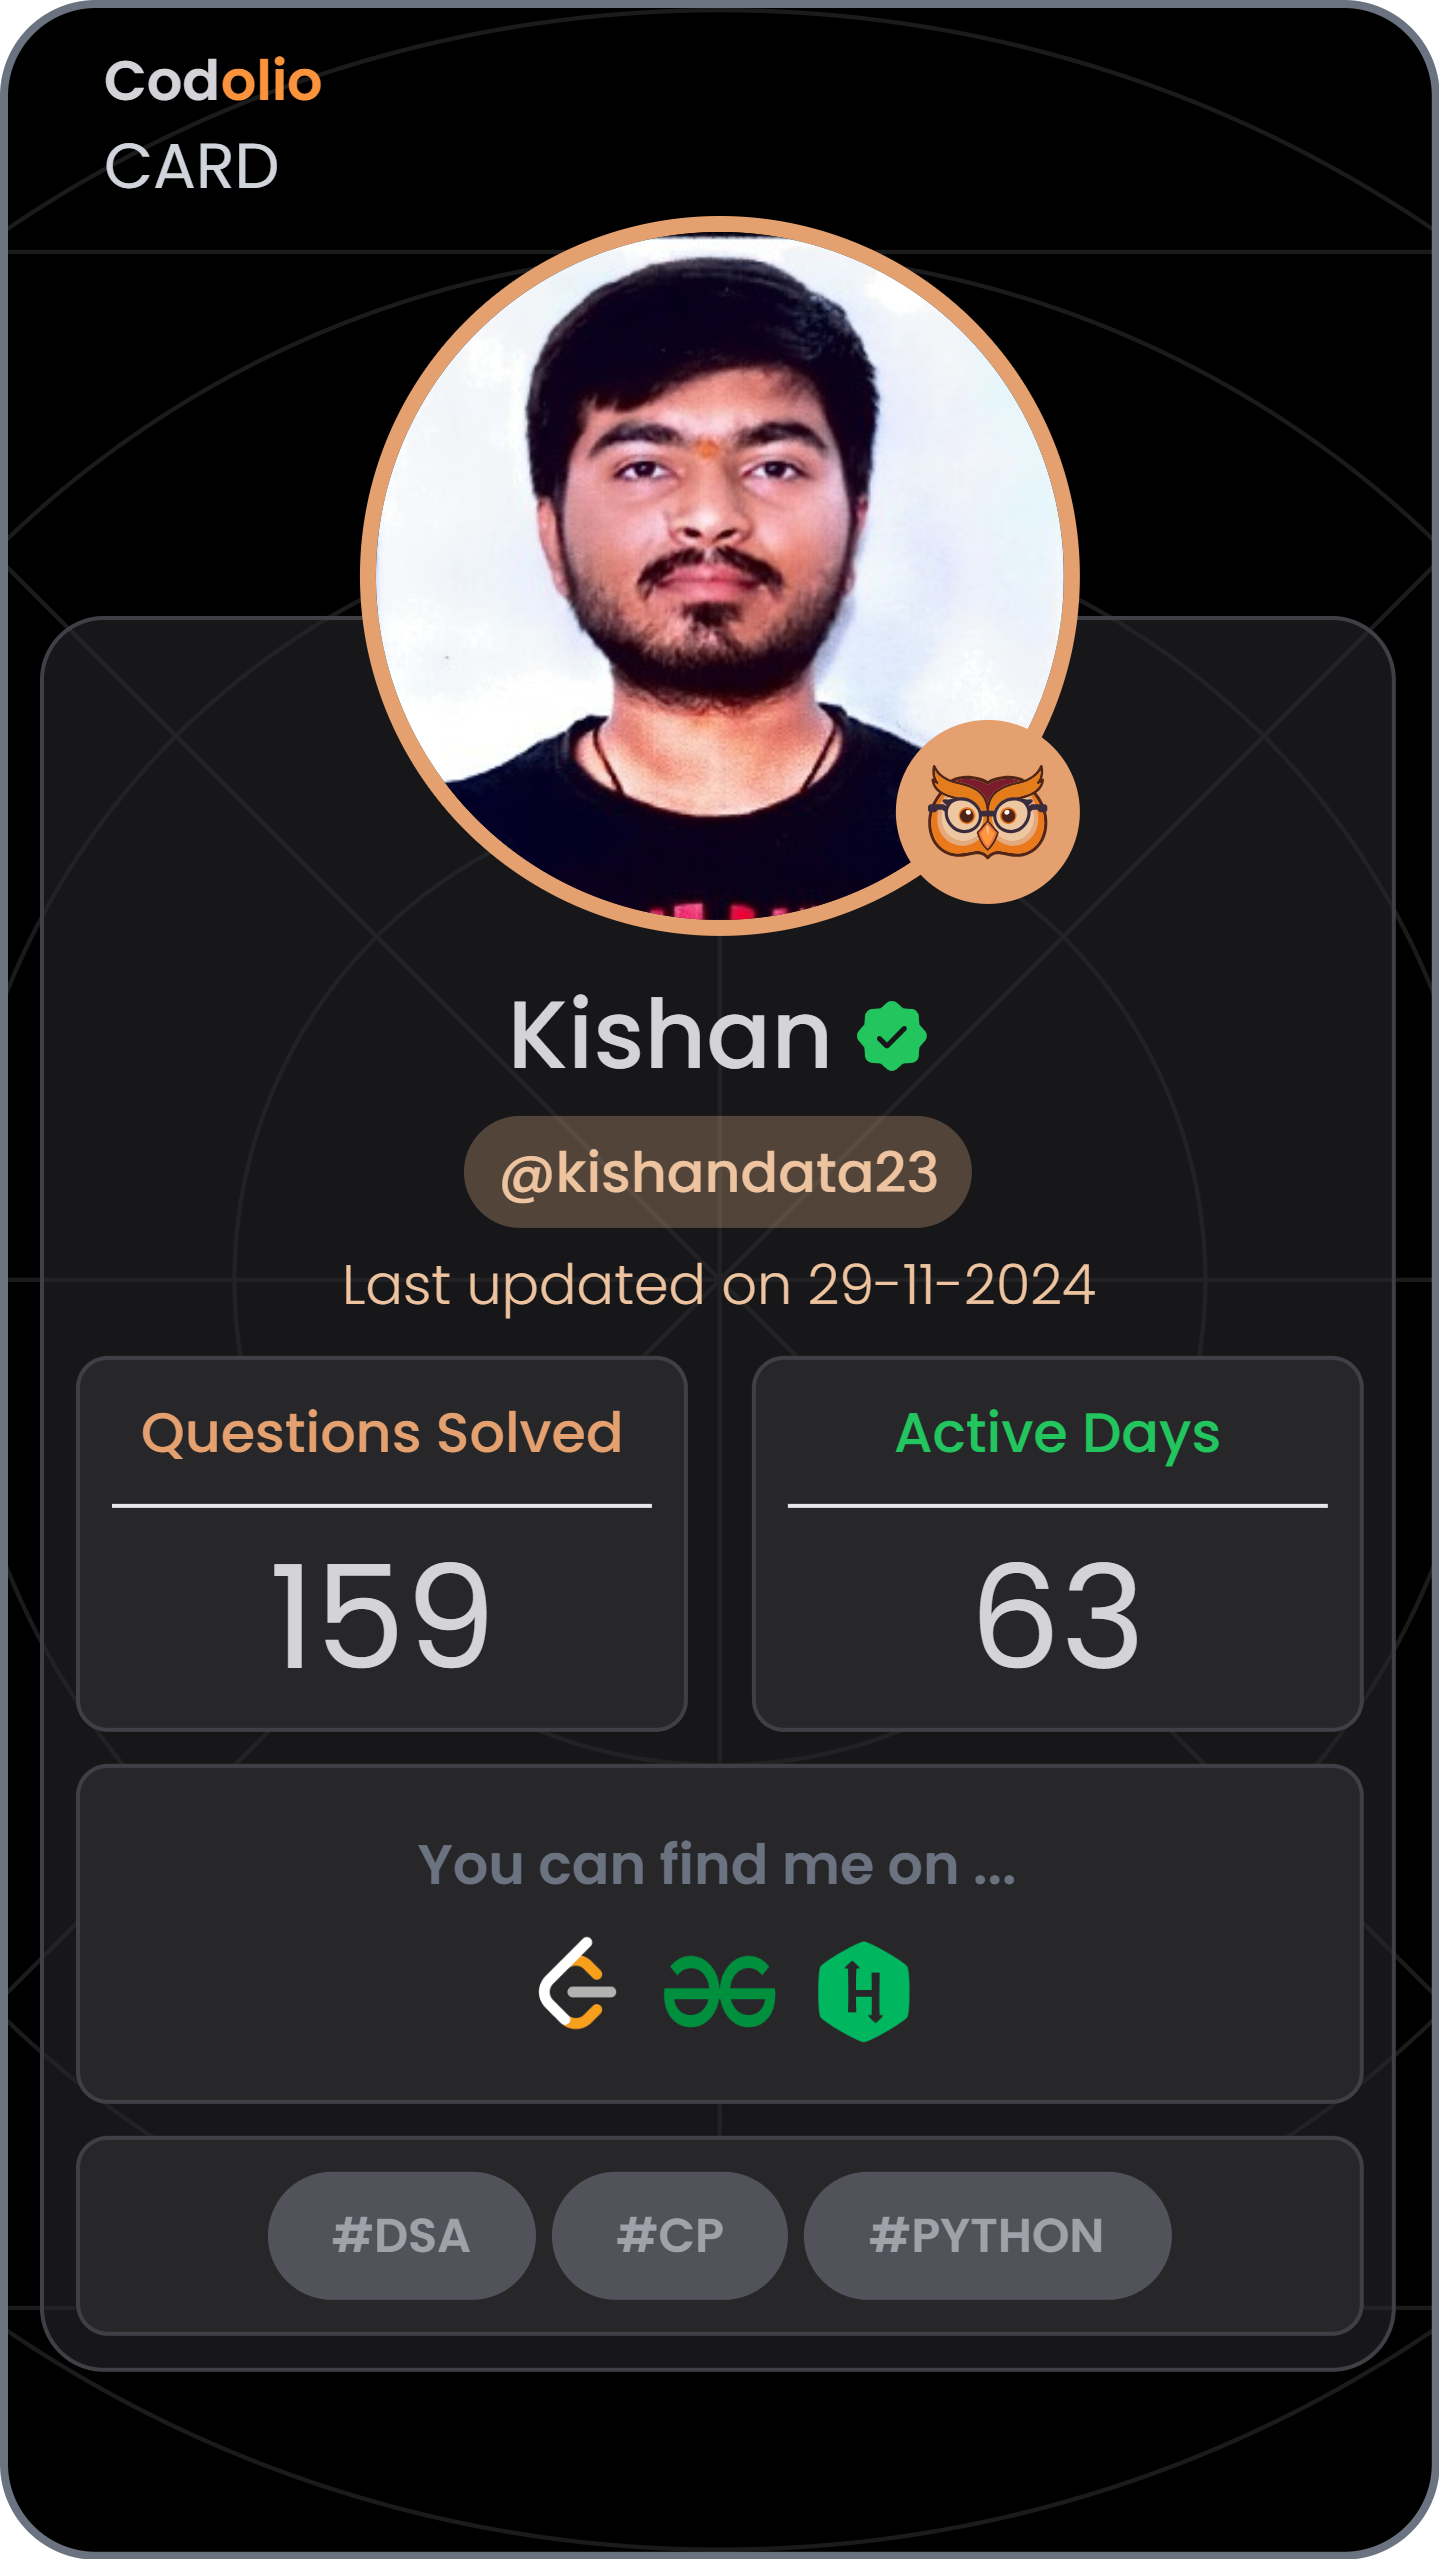 Codolio
CARD
Kishan
@kishandata23
Last updated on 29-11-2024
Questions Solved
159
Active Days
63
You can find me on ...
#DSA
#CP
#PYTHON